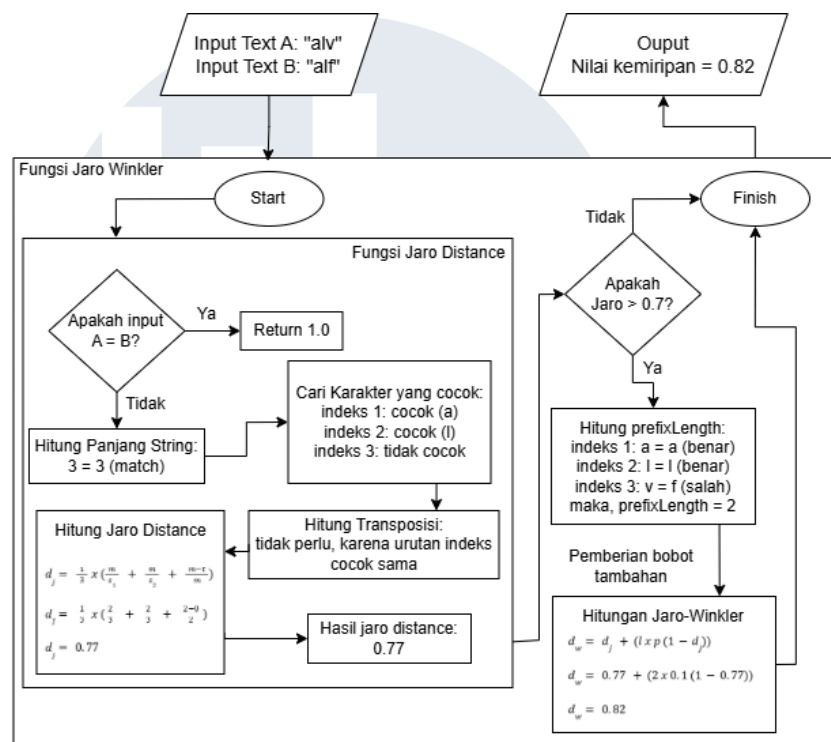 Input Text A: "alv"
Input Text B: "alf"
Ouput
Nilai kemiripan = 0.82
Fungsi Jaro Winkler
Start
Finish
Fungsi Jaro Distance
Apakah input
A = B?
Ya
Return 1.0
Tidak
Hitung Panjang String:
3 = 3 (match)
Cari Karakter yang cocok:
indeks 1: cocok (a)
indeks 2: cocok (l)
indeks 3: tidak cocok
Hitung Transposisi:
tidak perlu, karena urutan indeks
cocok sama
Hitung Jaro Distance
d_j = 1/3 x (m/s_1 + m/s_2 + m-t/m)
d_j = 1/3 x (2/3 + 2/3 + 2-0/2)
d_j = 0.77
Hasil jaro distance:
0.77
Tidak
Apakah
Jaro > 0.7?
Ya
Hitung prefixLength:
indeks 1: a = a (benar)
indeks 2: l = l (benar)
indeks 3: v = f (salah)
maka, prefixLength = 2
Pemberian bobot
tambahan
Hitungan Jaro-Winkler
d_w = d_j + (l x p (1 - d_j))
d_w = 0.77 + (2 x 0.1 (1 - 0.77))
d_w = 0.82